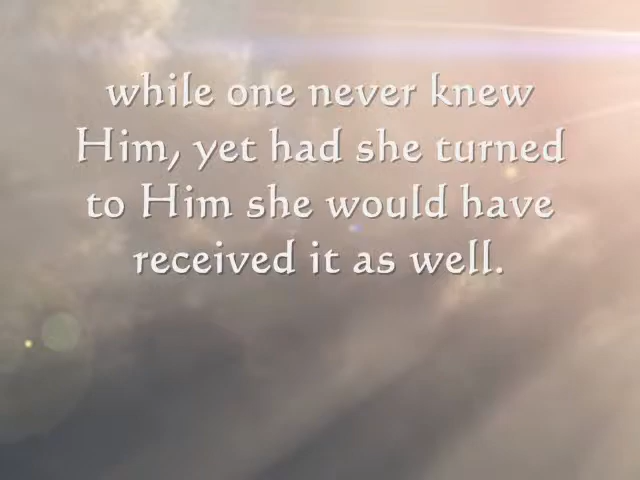 while one never knew
Him, yet had she turned
to Him she would have
received it as well.